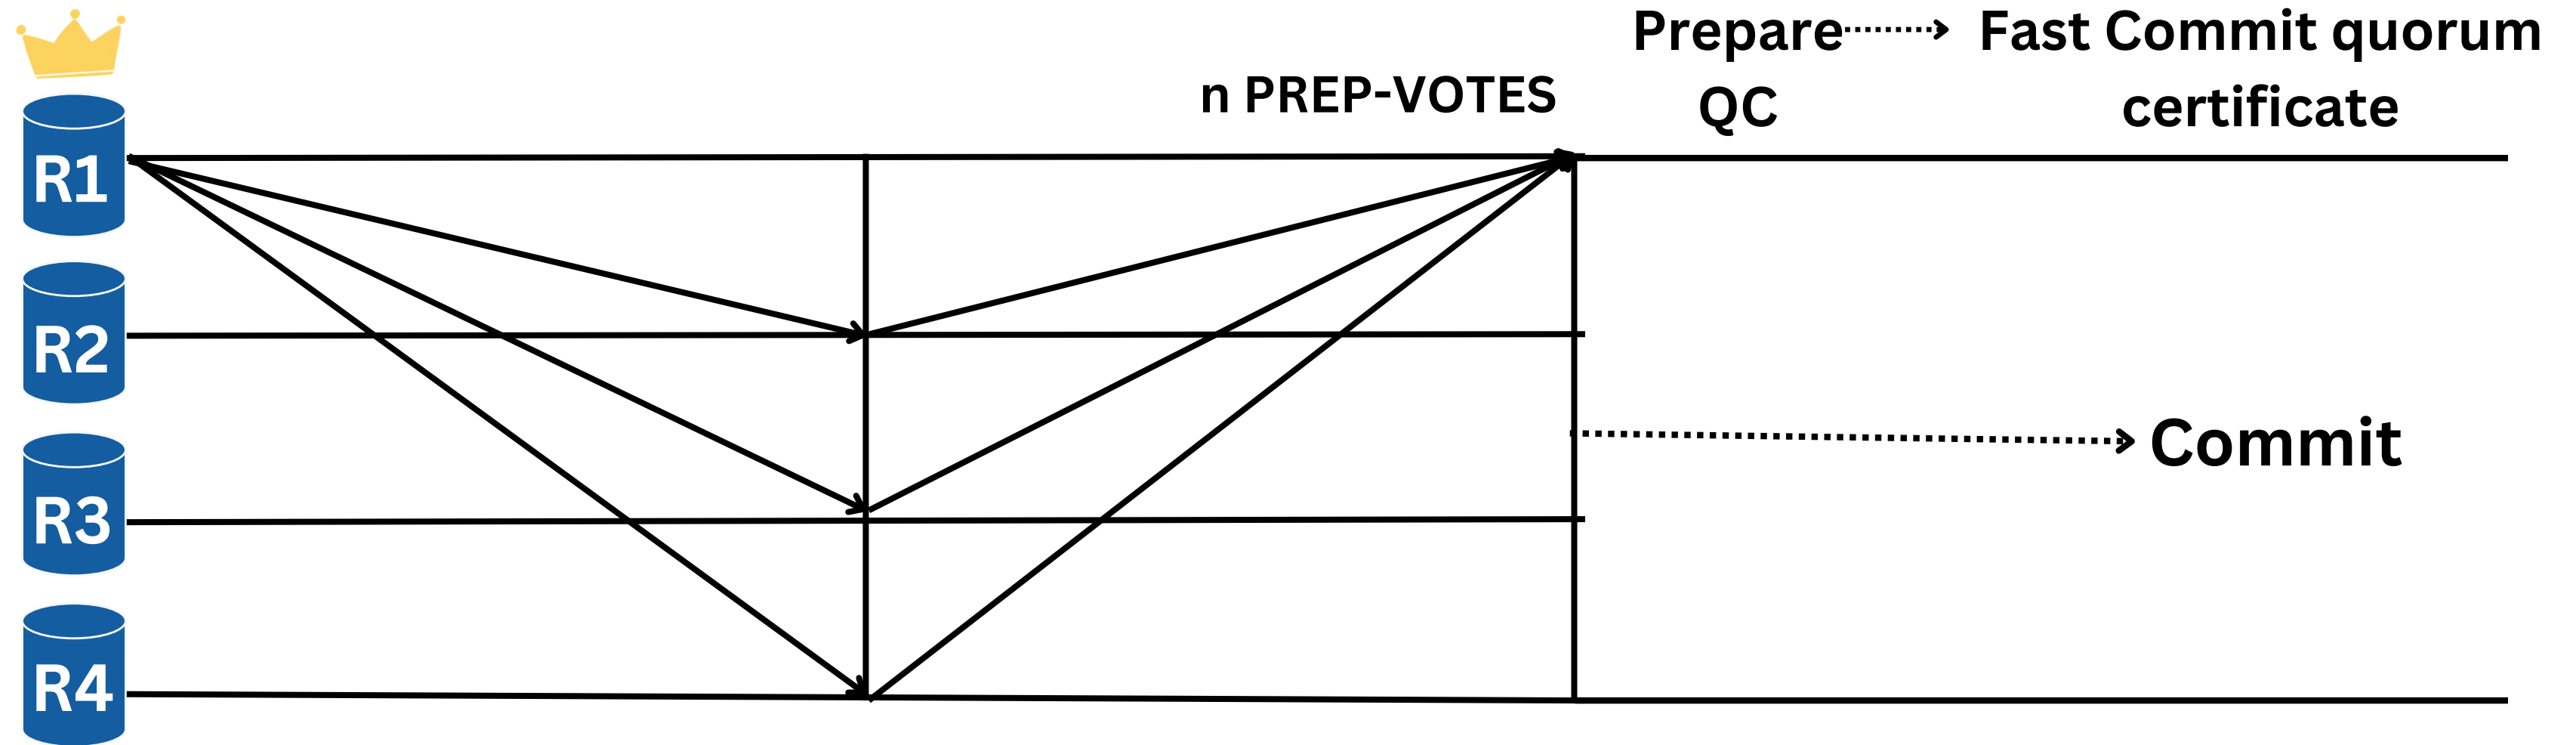 Prepare
QC
Fast Commit quorum
certificate
n PREP-VOTES
R1
R2
R3
Commit
R4